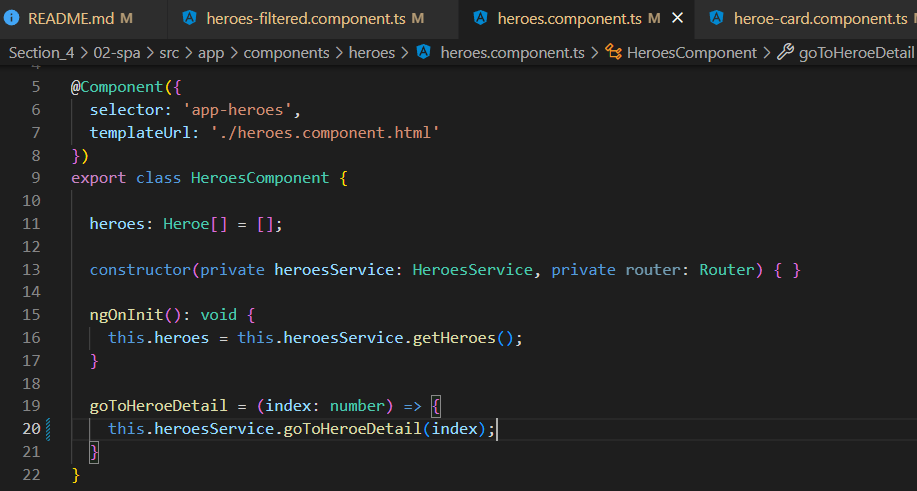 README.md M heroes-filtered.component.ts M heroes.component.ts M heroe-card.component.ts
Section_4 > 02-spa > src > app > components > heroes > heroes.component.ts > HeroesComponent > goToHeroeDetail
5 @Component({
6 selector: 'app-heroes',
7 templateUrl: './heroes.component.html'
8 })
9 export class HeroesComponent {
10
11 heroes: Heroe[] = [];
12
13 constructor(private heroesService: HeroesService, private router: Router) { }
14
15 ngOnInit(): void {
16 this.heroes = this.heroesService.getHeroes();
17 }
18
19 goToHeroeDetail = (index: number) => {
20 this.heroesService.goToHeroeDetail(index);
21 }
22 }